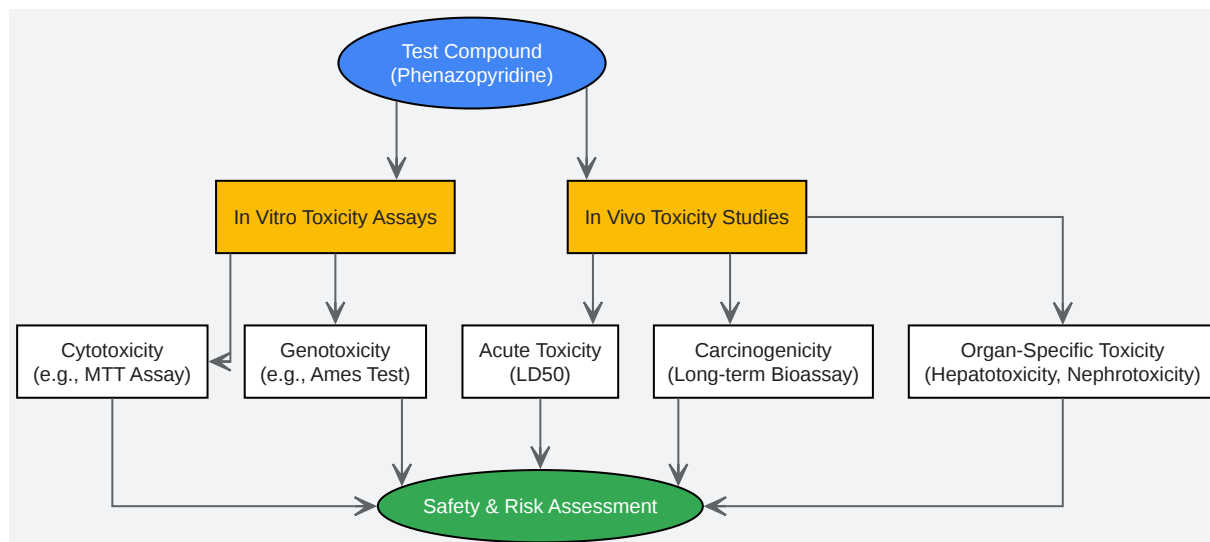 Test Compound
(Phenazopyridine)
In Vitro Toxicity Assays
In Vivo Toxicity Studies
Cytotoxicity
(e.g., MTT Assay)
Genotoxicity
(e.g., Ames Test)
Acute Toxicity
(LD50)
Carcinogenicity
(Long-term Bioassay)
Organ-Specific Toxicity
(Hepatotoxicity, Nephrotoxicity)
Safety & Risk Assessment